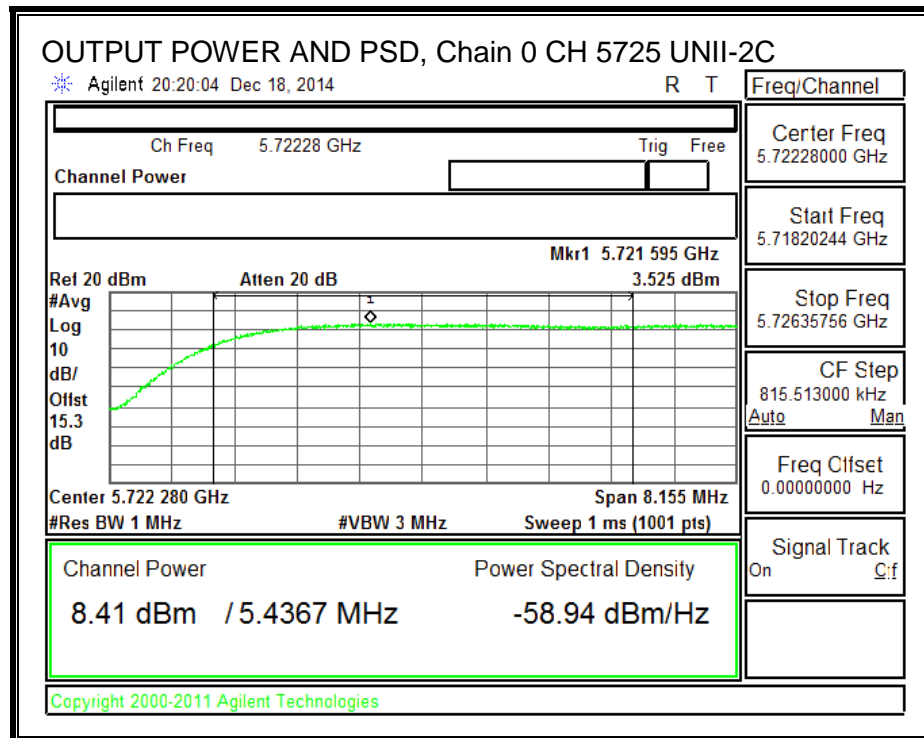 OUTPUT POWER AND PSD, Chain 0 CH 5725 UNII-2C
Agilent 20:20:04 Dec 18, 2014 R T Freq/Channel
Ch Freq 5.72228 GHz Trig Free
Channel Power
Center Freq
5.72228000 GHz
Start Freq
5.71820244 GHz
Mkr1 5.721 595 GHz
Ref 20 dBm Atten 20 dB 3.525 dBm
#Avg
Log
10
dB/
Offst
15.3
dB
1
Stop Freq
5.72635756 GHz
CF Step
815.513000 kHz
Auto Man
Freq Offset
0.00000000 Hz
Center 5.722 280 GHz Span 8.155 MHz
#Res BW 1 MHz #VBW 3 MHz Sweep 1 ms (1001 pts)
Signal Track
On Off
Channel Power Power Spectral Density
8.41 dBm / 5.4367 MHz -58.94 dBm/Hz
Copyright 2000-2011 Agilent Technologies